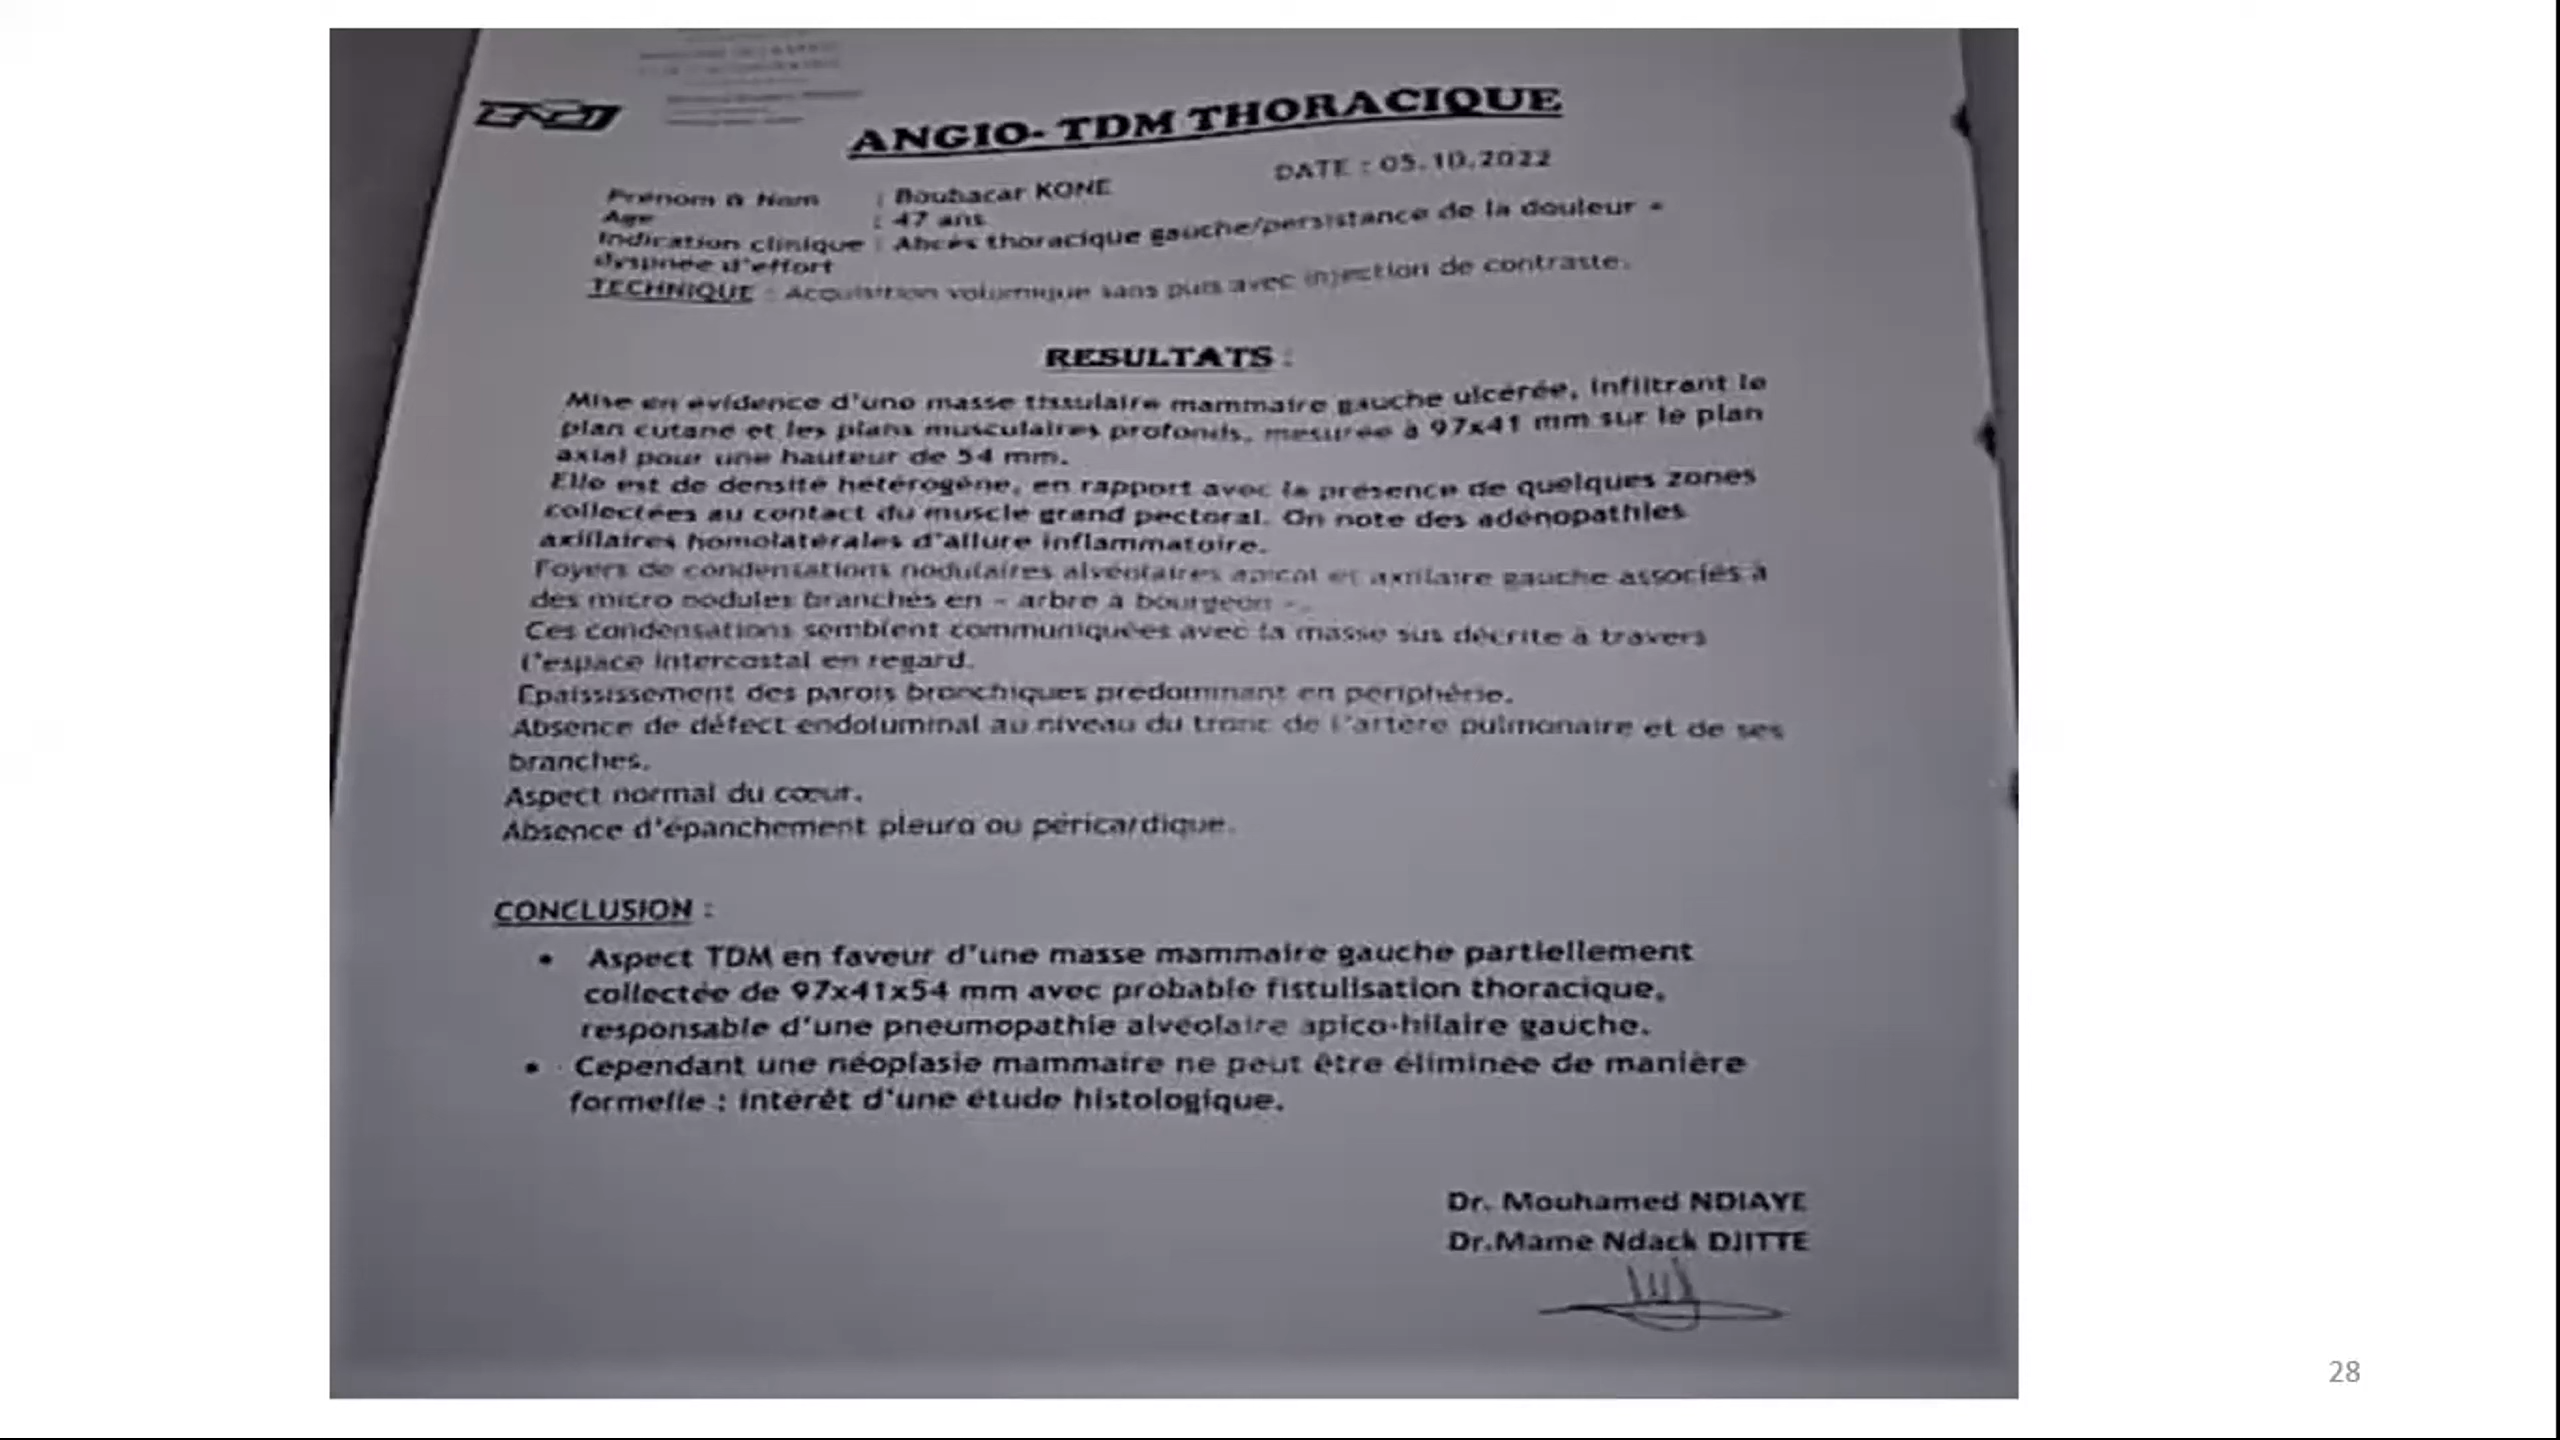 ANGIO- TDM THORACIQUE
DATE : 05.10.2022
Prénom & Nom : Boubacar KONE
Age : 47 ans
Indication clinique : Abcès thoracique gauche/persistance de la douleur +
dyspnée d'effort
TECHNIQUE : Acquisition volumique sans puis avec injection de contraste.
RESULTATS :
Mise en évidence d'une masse tissulaire mammaire gauche ulcérée, infiltrant le
plan cutané et les plans musculaires profonds, mesurée à 97x41 mm sur le plan
axial pour une hauteur de 54 mm.
Elle est de densité hétérogène, en rapport avec la présence de quelques zones
collectées au contact du muscle grand pectoral. On note des adénopathies
axillaires homolatérales d'allure inflammatoire.
Foyers de condensations nodulaires alvéolaires apical et axillaire gauche associés à
des micro nodules branchés en « arbre à bourgeon ».
Ces condensations semblent communiquées avec la masse sus décrite à travers
l'espace intercostal en regard.
Epaississement des parois bronchiques prédominant en périphérie.
Absence de défect endoluminal au niveau du tronc de l'artère pulmonaire et de ses
branches.
Aspect normal du cœur.
Absence d'épanchement pleuro ou péricardique.
CONCLUSION :
• Aspect TDM en faveur d'une masse mammaire gauche partiellement
collectée de 97x41x54 mm avec probable fistulisation thoracique,
responsable d'une pneumopathie alvéolaire apico-hilaire gauche.
• Cependant une néoplasie mammaire ne peut être éliminée de manière
formelle : intérêt d'une étude histologique.
Dr. Mouhamed NDIAYE
Dr.Mame Ndack DJITTE
28